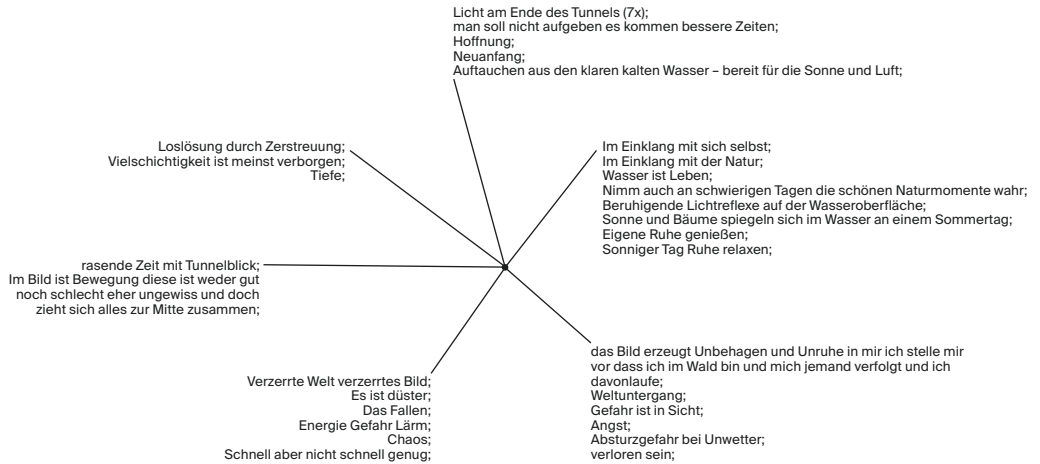 Licht am Ende des Tunnels (7x);
man soll nicht aufgeben es kommen bessere Zeiten;
Hoffnung;
Neuanfang;
Auftauchen aus den klaren kalten Wasser – bereit für die Sonne und Luft;
Loslösung durch Zerstreuung;
Vielschichtigkeit ist meinst verborgen;
Tiefe;
Im Einklang mit sich selbst;
Im Einklang mit der Natur;
Wasser ist Leben;
Nimm auch an schwierigen Tagen die schönen Naturmomente wahr;
Beruhigende Lichtreflexe auf der Wasseroberfläche;
Sonne und Bäume spiegeln sich im Wasser an einem Sommertag;
Eigene Ruhe genießen;
Sonniger Tag Ruhe relaxen;
rasende Zeit mit Tunnelblick;
Im Bild ist Bewegung diese ist weder gut
noch schlecht eher ungewiss und doch
zieht sich alles zur Mitte zusammen;
das Bild erzeugt Unbehagen und Unruhe in mir ich stelle mir
vor dass ich im Wald bin und mich jemand verfolgt und ich
davonlaufe;
Weltuntergang;
Gefahr ist in Sicht;
Angst;
Absturzgefahr bei Unwetter;
verloren sein;
Verzerrte Welt verzerrtes Bild;
Es ist düster;
Das Fallen;
Energie Gefahr Lärm;
Chaos;
Schnell aber nicht schnell genug;